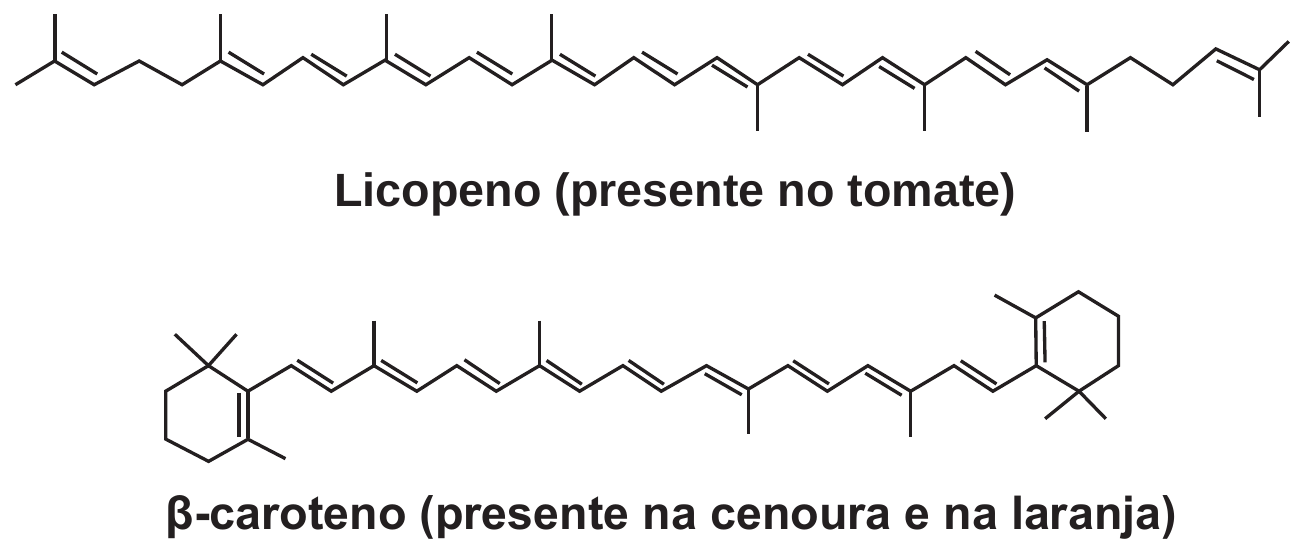 Licopeno (presente no tomate)
β-caroteno (presente na cenoura e na laranja)